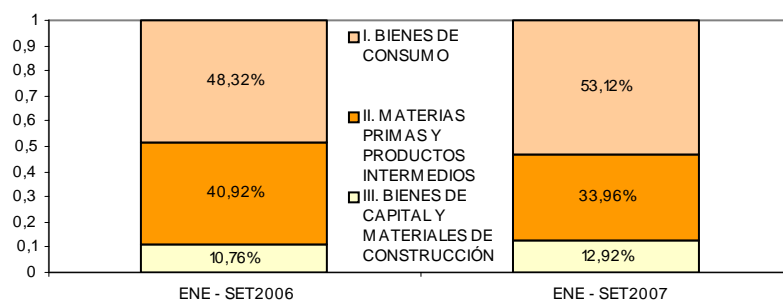 1
0,9
0,8
0,7
0,6
0,5
0,4
0,3
0,2
0,1
0
48,32%
40,92%
10,76%
I. BIENES DE
CONSUMO
II. MATERIAS
PRIMAS Y
PRODUCTOS
INTERMEDIOS
III. BIENES DE
CAPITAL Y
MATERIALES DE
CONSTRUCCIÓN
53,12%
33,96%
12,92%
ENE - SET2006
ENE - SET2007